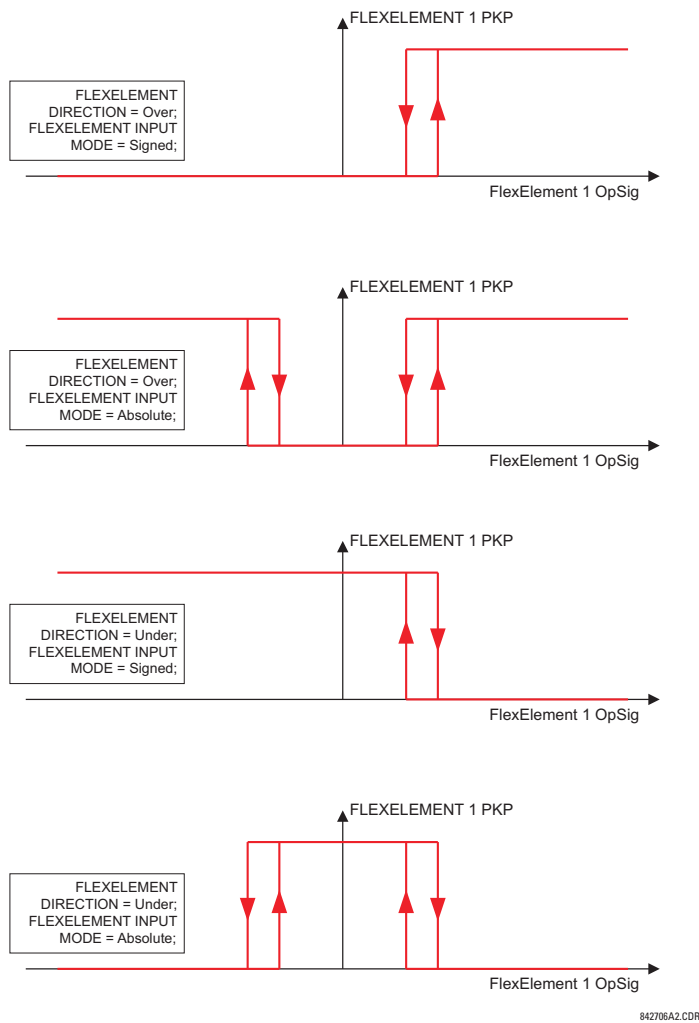 FLEXELEMENT 1 PKP
FLEXELEMENT
DIRECTION = Over;
FLEXELEMENT INPUT
MODE = Signed;
FlexElement 1 OpSig
FLEXELEMENT 1 PKP
FLEXELEMENT
DIRECTION = Over;
FLEXELEMENT INPUT
MODE = Absolute;
FlexElement 1 OpSig
FLEXELEMENT 1 PKP
FLEXELEMENT
DIRECTION = Under;
FLEXELEMENT INPUT
MODE = Signed;
FlexElement 1 OpSig
FLEXELEMENT 1 PKP
FLEXELEMENT
DIRECTION = Under;
FLEXELEMENT INPUT
MODE = Absolute;
FlexElement 1 OpSig
842706A2.CDR